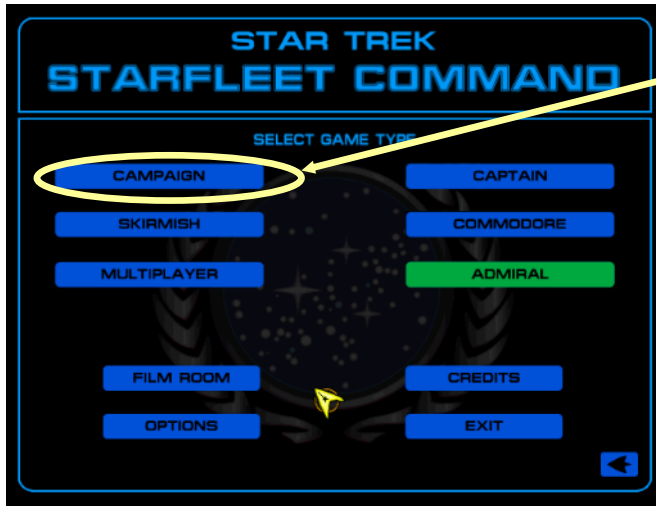 STAR TREK
STARFLEET COMMAND
SELECT GAME TYPE
CAMPAIGN
CAPTAIN
SKIRMISH
COMMODORE
MULTIPLAYER
ADMIRAL
FILM ROOM
CREDITS
OPTIONS
EXIT